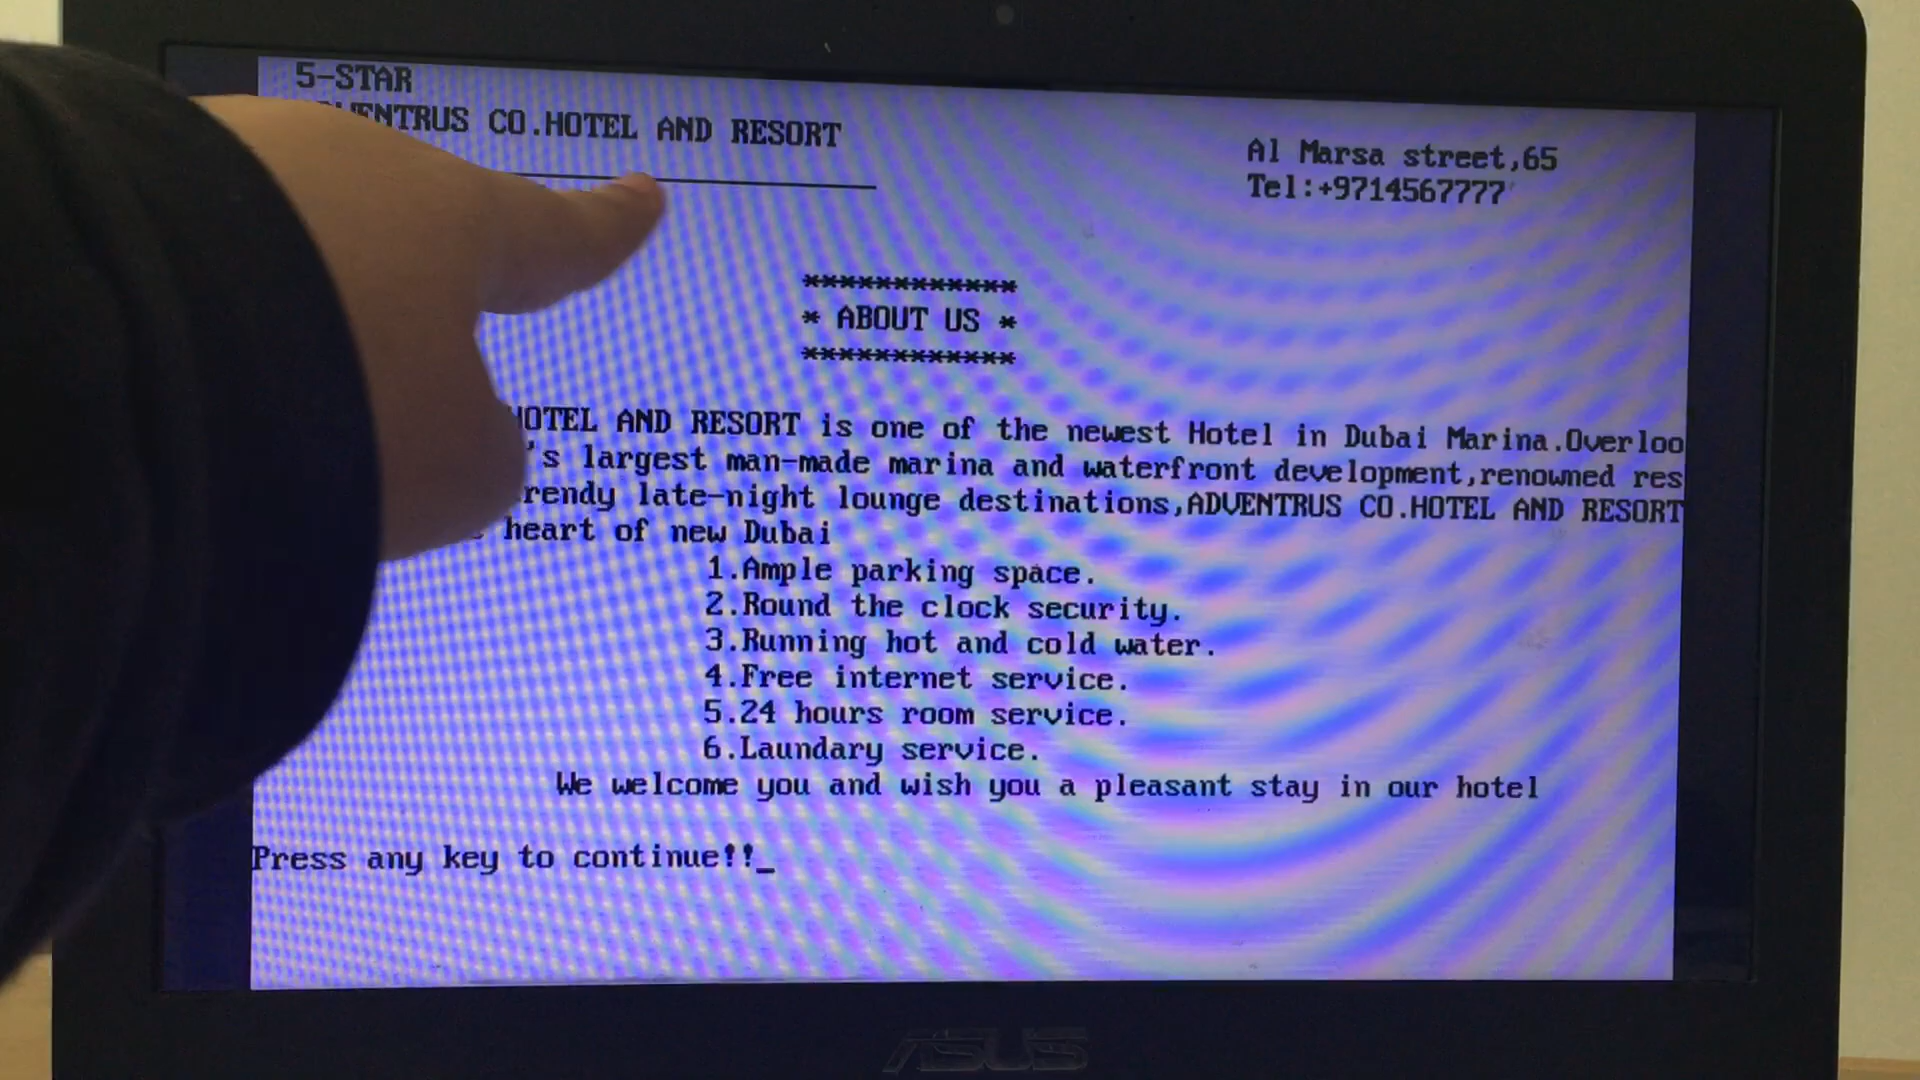 5-STAR
CO.HOTEL AND RESORT
Al Marsa street,65
Tel:+9714567777
************
* ABOUT US *
************
AND RESORT is one of the newest Hotel in Dubai Marina.Overloo
's largest man-made marina and waterfront development,renowned res
late-night lounge destinations,ADVENTRUS CO.HOTEL AND RESORT
heart of new Dubai
1.Ample parking space.
2.Round the clock security.
3.Running hot and cold water.
4.Free internet service.
5.24 hours room service.
6.Laundary service.
We welcome you and wish you a pleasant stay in our hotel
Press any key to continue!!_
ASUS